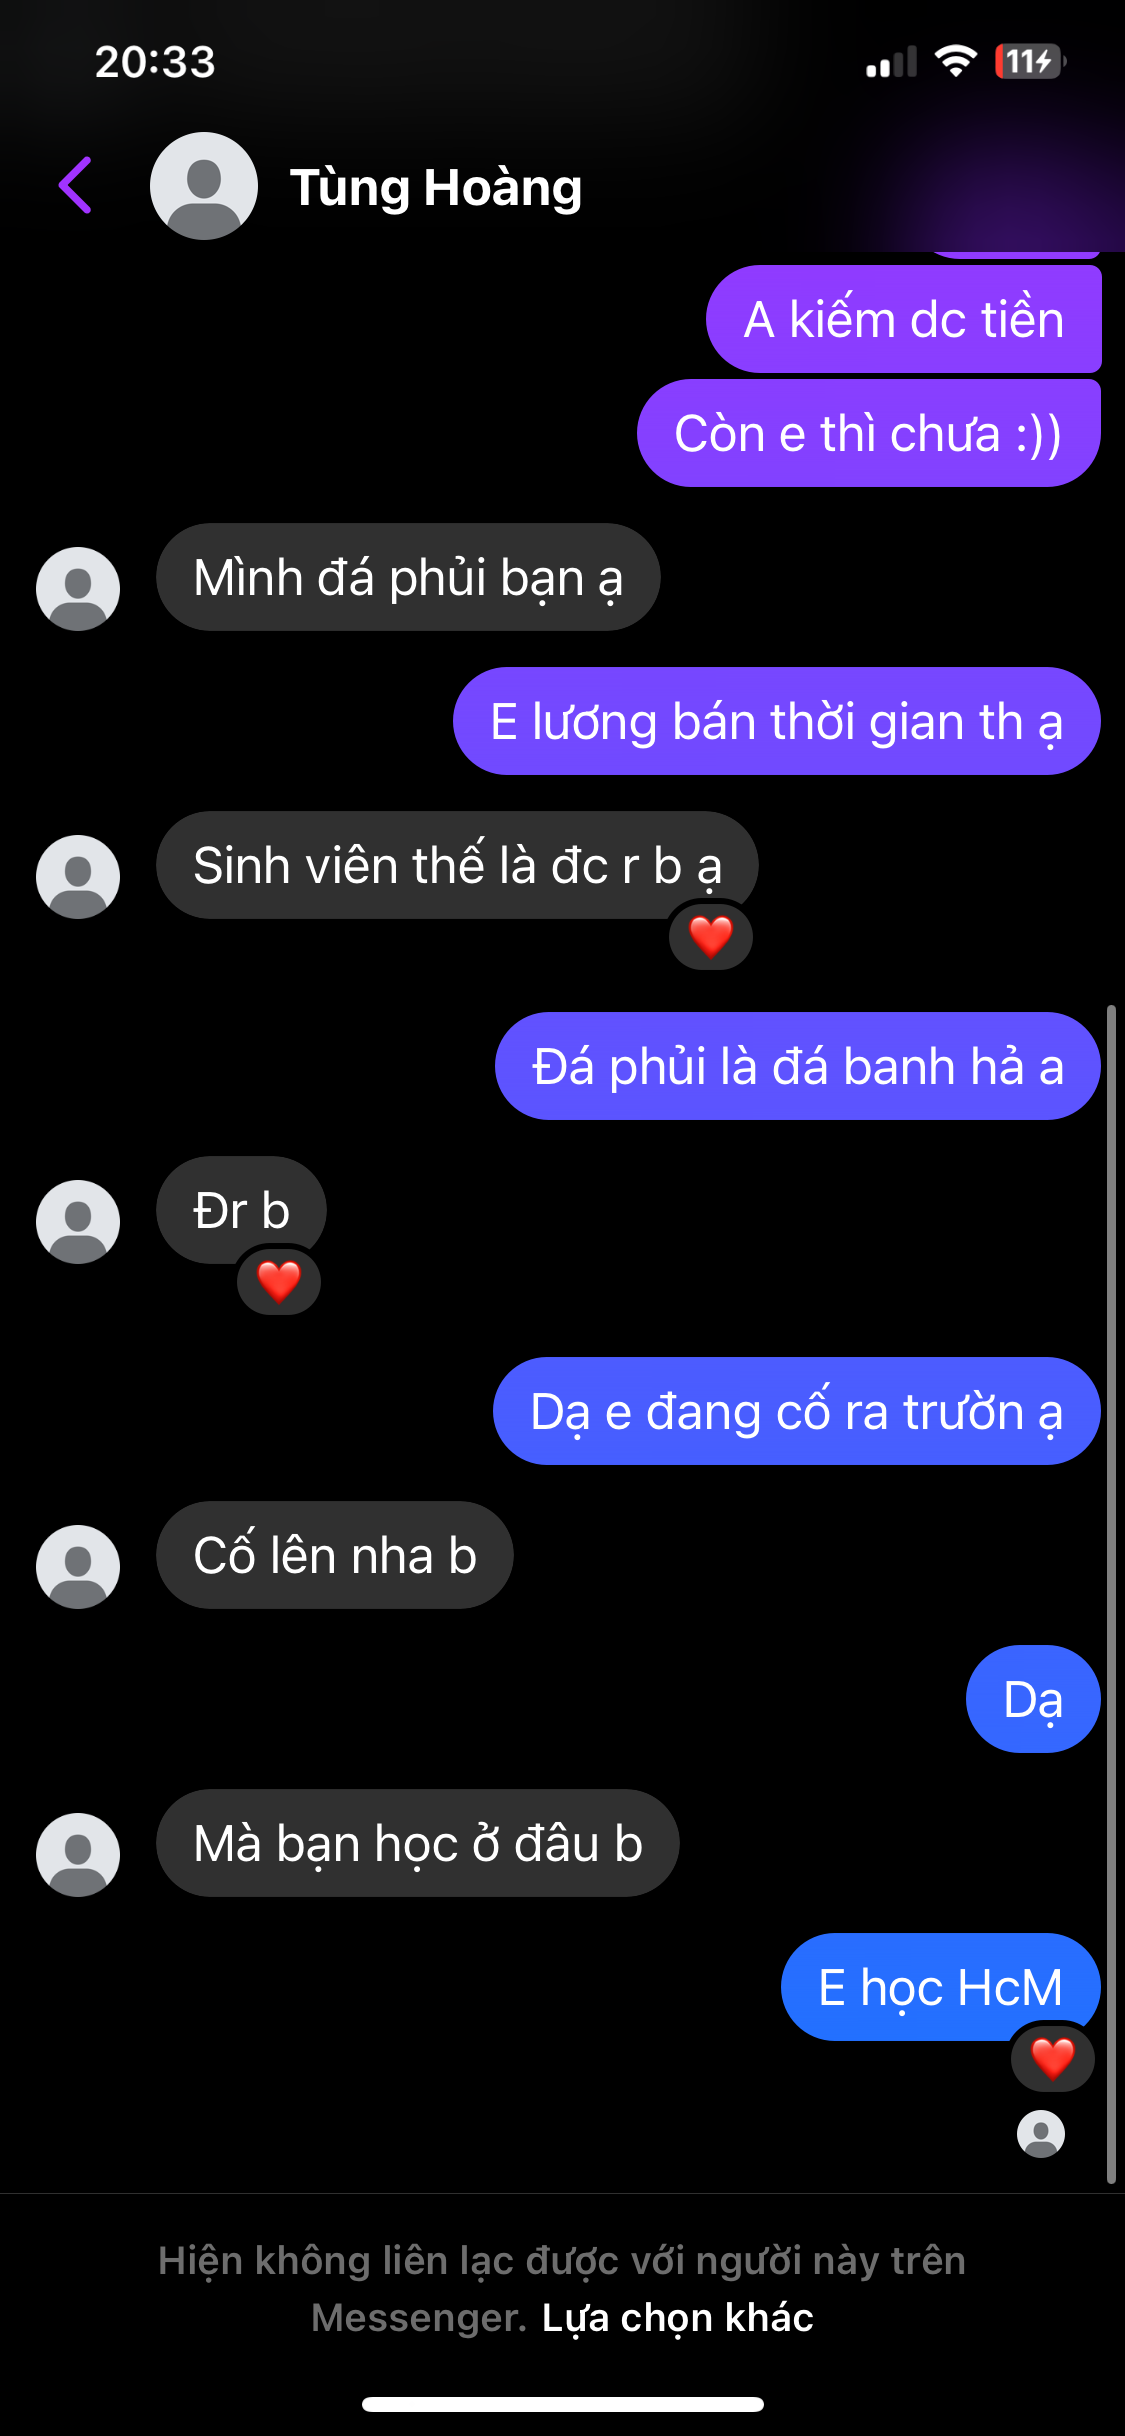 20:33
11
Tùng Hoàng
A kiếm dc tiền
Còn e thì chưa :))
Mình đá phủi bạn ạ
E lương bán thời gian th ạ
Sinh viên thế là đc r b ạ
Đá phủi là đá banh hả a
Đr b
Dạ e đang cố ra trườn ạ
Cố lên nha b
Dạ
Mà bạn học ở đâu b
E học HcM
Hiện không liên lạc được với người này trên
Messenger. Lựa chọn khác